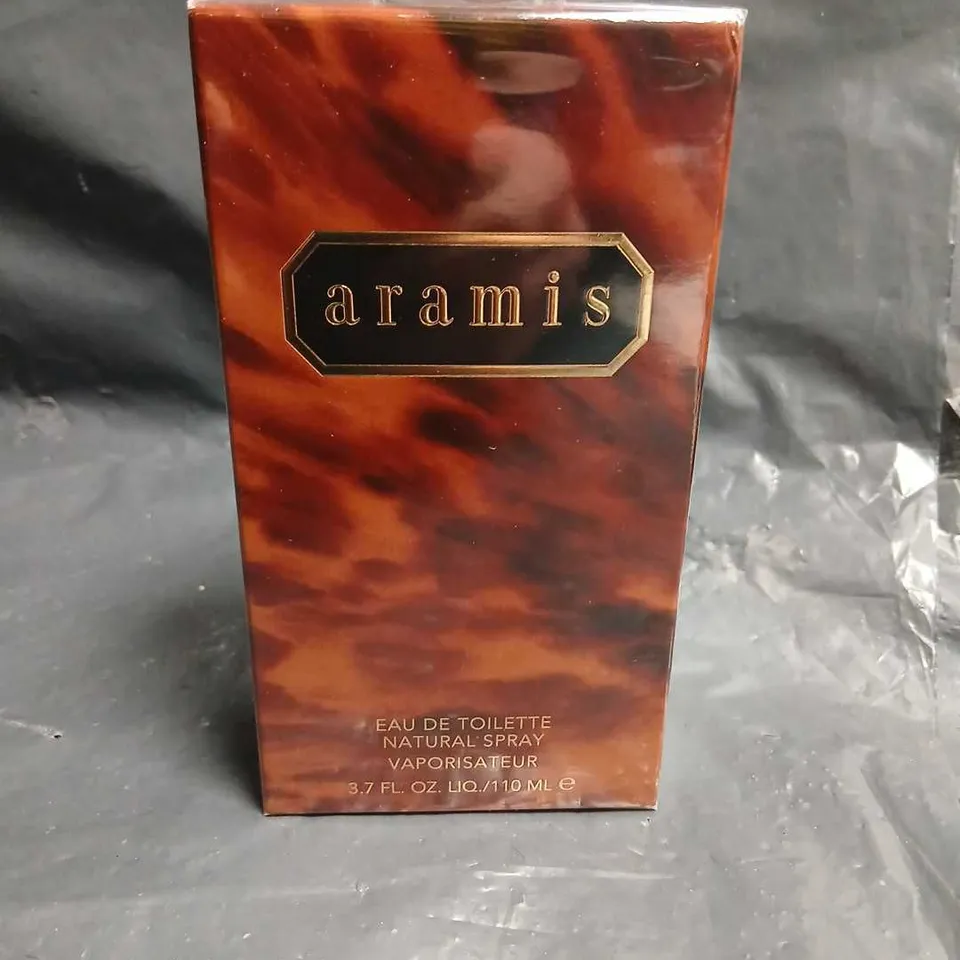 aramis
EAU DE TOILETTE
NATURAL SPRAY
VAPORISATEUR
3.7 FL. OZ. LIQ./110 ML ℮